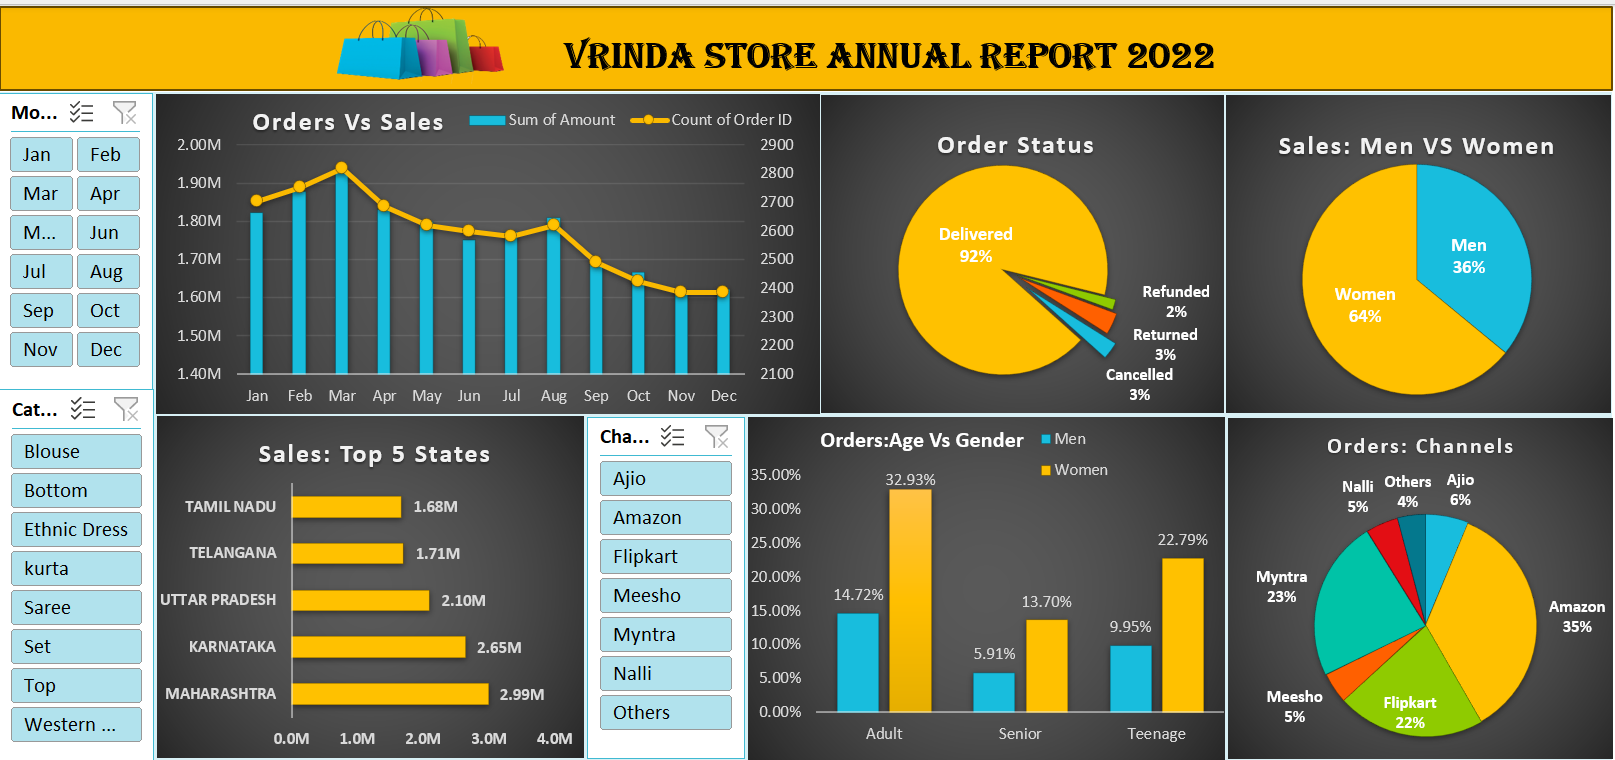 VRINDA STORE ANNUAL REPORT 2022
Mo...
Jan Feb
Mar Apr
M... Jun
Jul Aug
Sep Oct
Nov Dec
Cat...
Blouse
Bottom
Ethnic Dress
kurta
Saree
Set
Top
Western ...
Orders Vs Sales
Sum of Amount Count of Order ID
2.00M 2900
1.90M 2800
1.80M 2700
1.70M 2600
1.60M 2500
1.50M 2400
1.40M 2300
2200
2100
Jan Feb Mar Apr May Jun Jul Aug Sep Oct Nov Dec
Order Status
Delivered
92%
Refunded
2%
Returned
3%
Cancelled
3%
Sales: Men VS Women
Men
36%
Women
64%
Sales: Top 5 States
TAMIL NADU 1.68M
TELANGANA 1.71M
UTTAR PRADESH 2.10M
KARNATAKA 2.65M
MAHARASHTRA 2.99M
0.0M 1.0M 2.0M 3.0M 4.0M
Cha...
Ajio
Amazon
Flipkart
Meesho
Myntra
Nalli
Others
Orders:Age Vs Gender
Men
Women
35.00%
30.00%
25.00%
20.00%
15.00%
10.00%
5.00%
0.00%
14.72% 32.93%
5.91% 13.70%
9.95% 22.79%
Adult Senior Teenage
Orders: Channels
Ajio
6%
Amazon
35%
Flipkart
22%
Meesho
5%
Myntra
23%
Nalli
5%
Others
4%